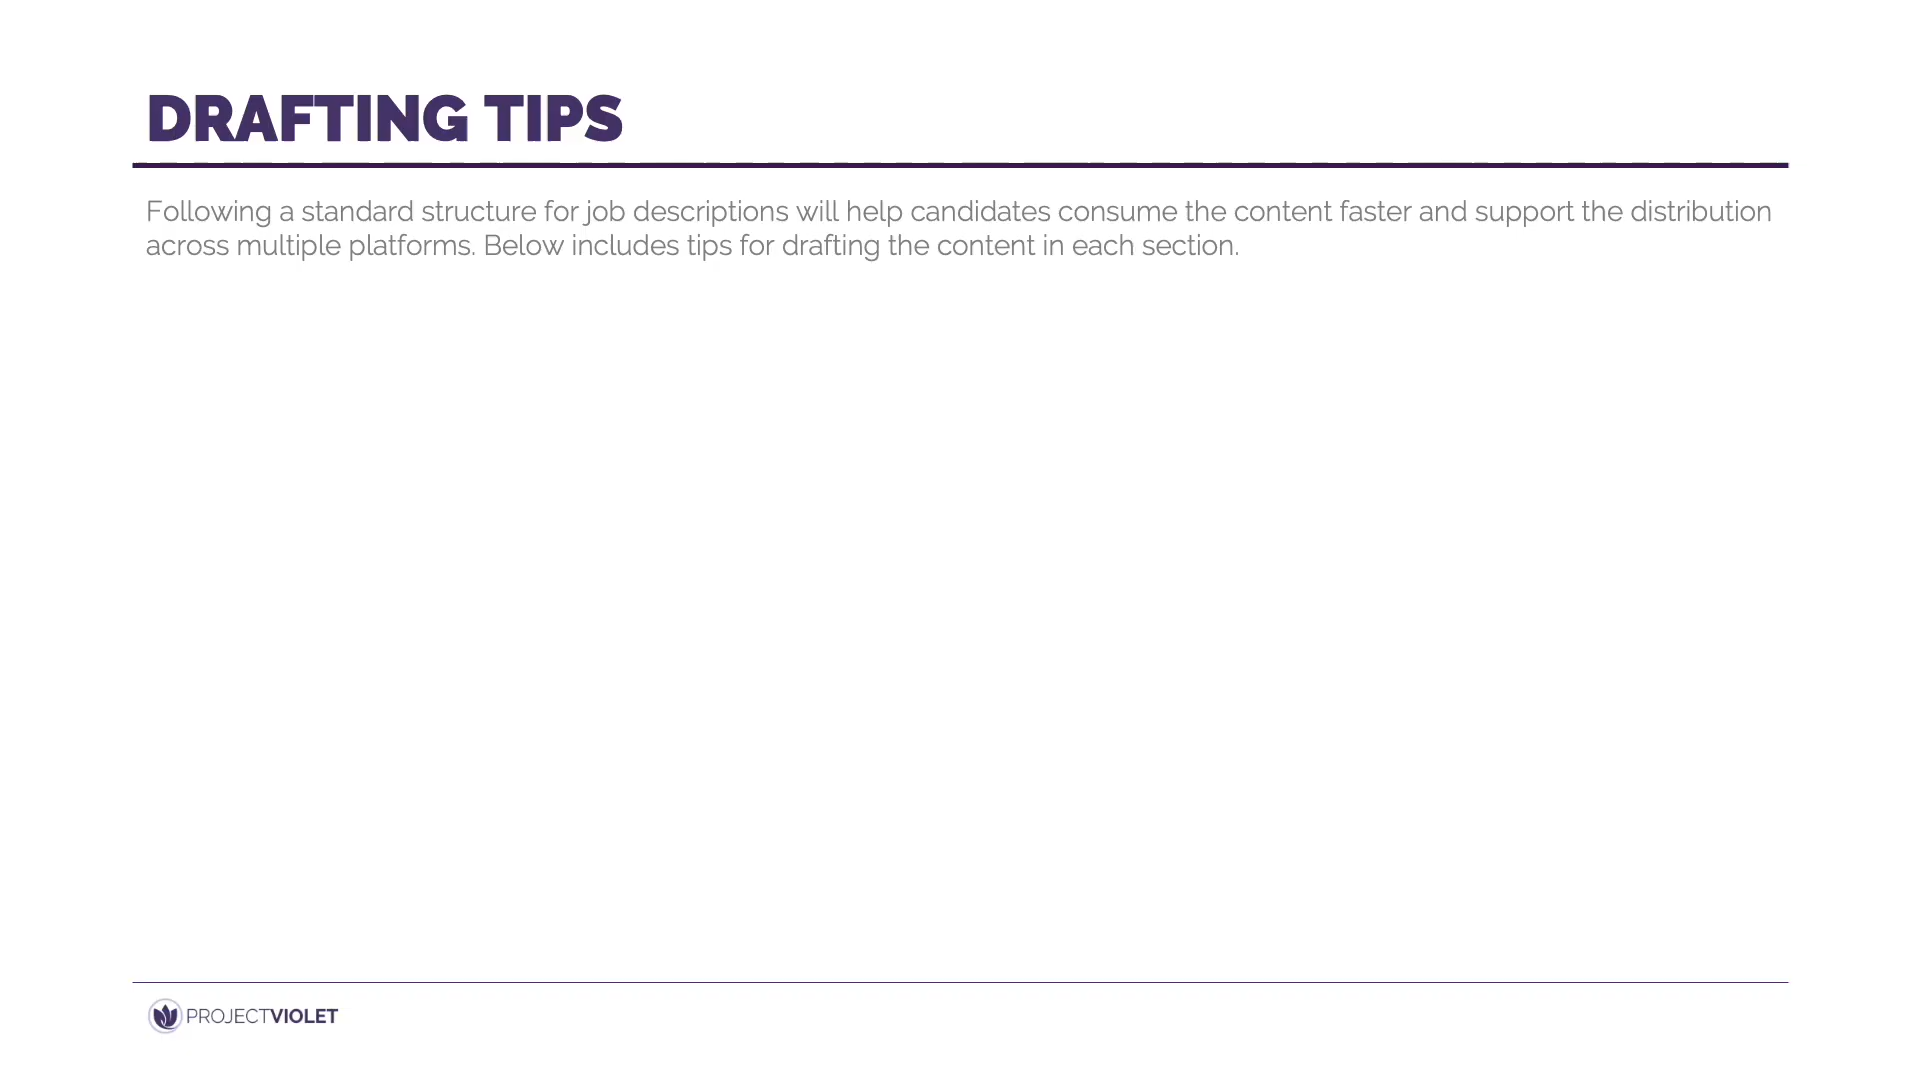 DRAFTING TIPS
Following a standard structure for job descriptions will help candidates consume the content faster and support the distribution
across multiple platforms. Below includes tips for drafting the content in each section.
PROJECTVIOLET